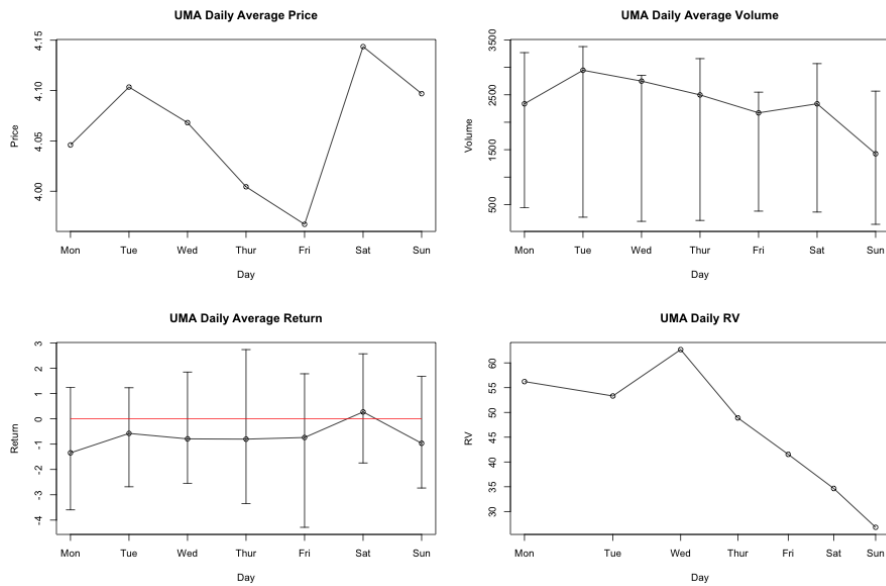 UMA Daily Average Price
Price
4.15
4.10
4.05
4.00
Mon Tue Wed Thur Fri Sat Sun
Day
UMA Daily Average Volume
Volume
3500
2500
1500
500
Mon Tue Wed Thur Fri Sat Sun
Day
UMA Daily Average Return
Return
3
2
1
0
-1
-2
-3
-4
Mon Tue Wed Thur Fri Sat Sun
Day
UMA Daily RV
RV
60
55
50
45
40
35
30
Mon Tue Wed Thur Fri Sat Sun
Day